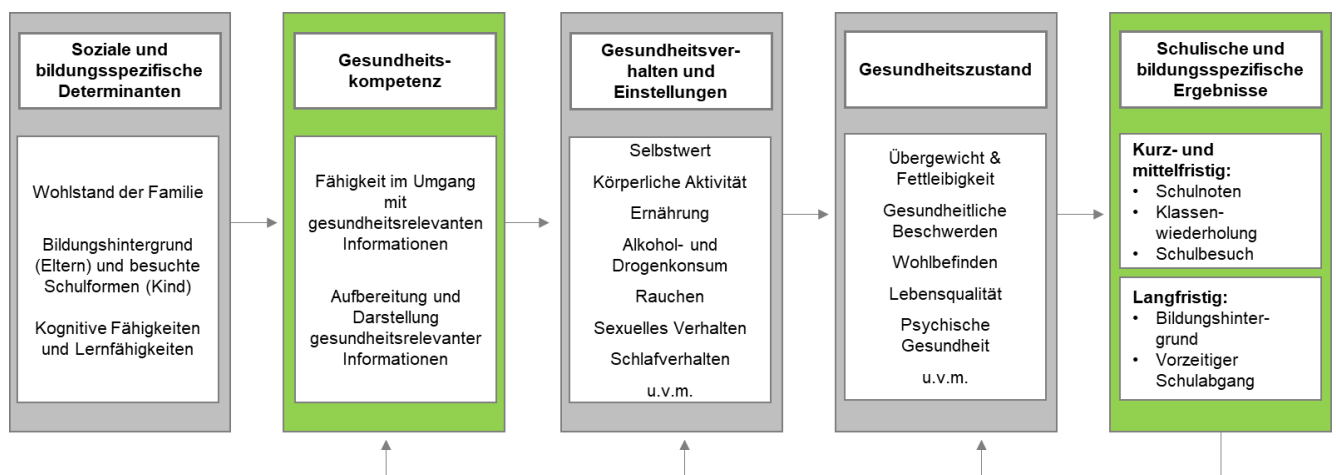 Soziale und
bildungsspezifische
Determinanten
Wohlstand der Familie
Bildungshintergrund
(Eltern) und besuchte
Schulformen (Kind)
Kognitive Fähigkeiten
und Lernfähigkeiten
Gesundheits-
kompetenz
Fähigkeit im Umgang
mit
gesundheitsrelevanten
Informationen
Aufbereitung und
Darstellung
gesundheitsrelevanter
Informationen
Gesundheitsver-
halten und
Einstellungen
Selbstwert
Körperliche Aktivität
Ernährung
Alkohol- und
Drogenkonsum
Rauchen
Sexuelles Verhalten
Schlafverhalten
u.v.m.
Gesundheitszustand
Übergewicht &
Fettleibigkeit
Gesundheitliche
Beschwerden
Wohlbefinden
Lebensqualität
Psychische
Gesundheit
u.v.m.
Schulische und
bildungsspezifische
Ergebnisse
Kurz- und
mittelfristig:
• Schulnoten
• Klassen-
wiederholung
• Schulbesuch
Langfristig:
• Bildungshinter-
grund
• Vorzeitiger
Schulabgang